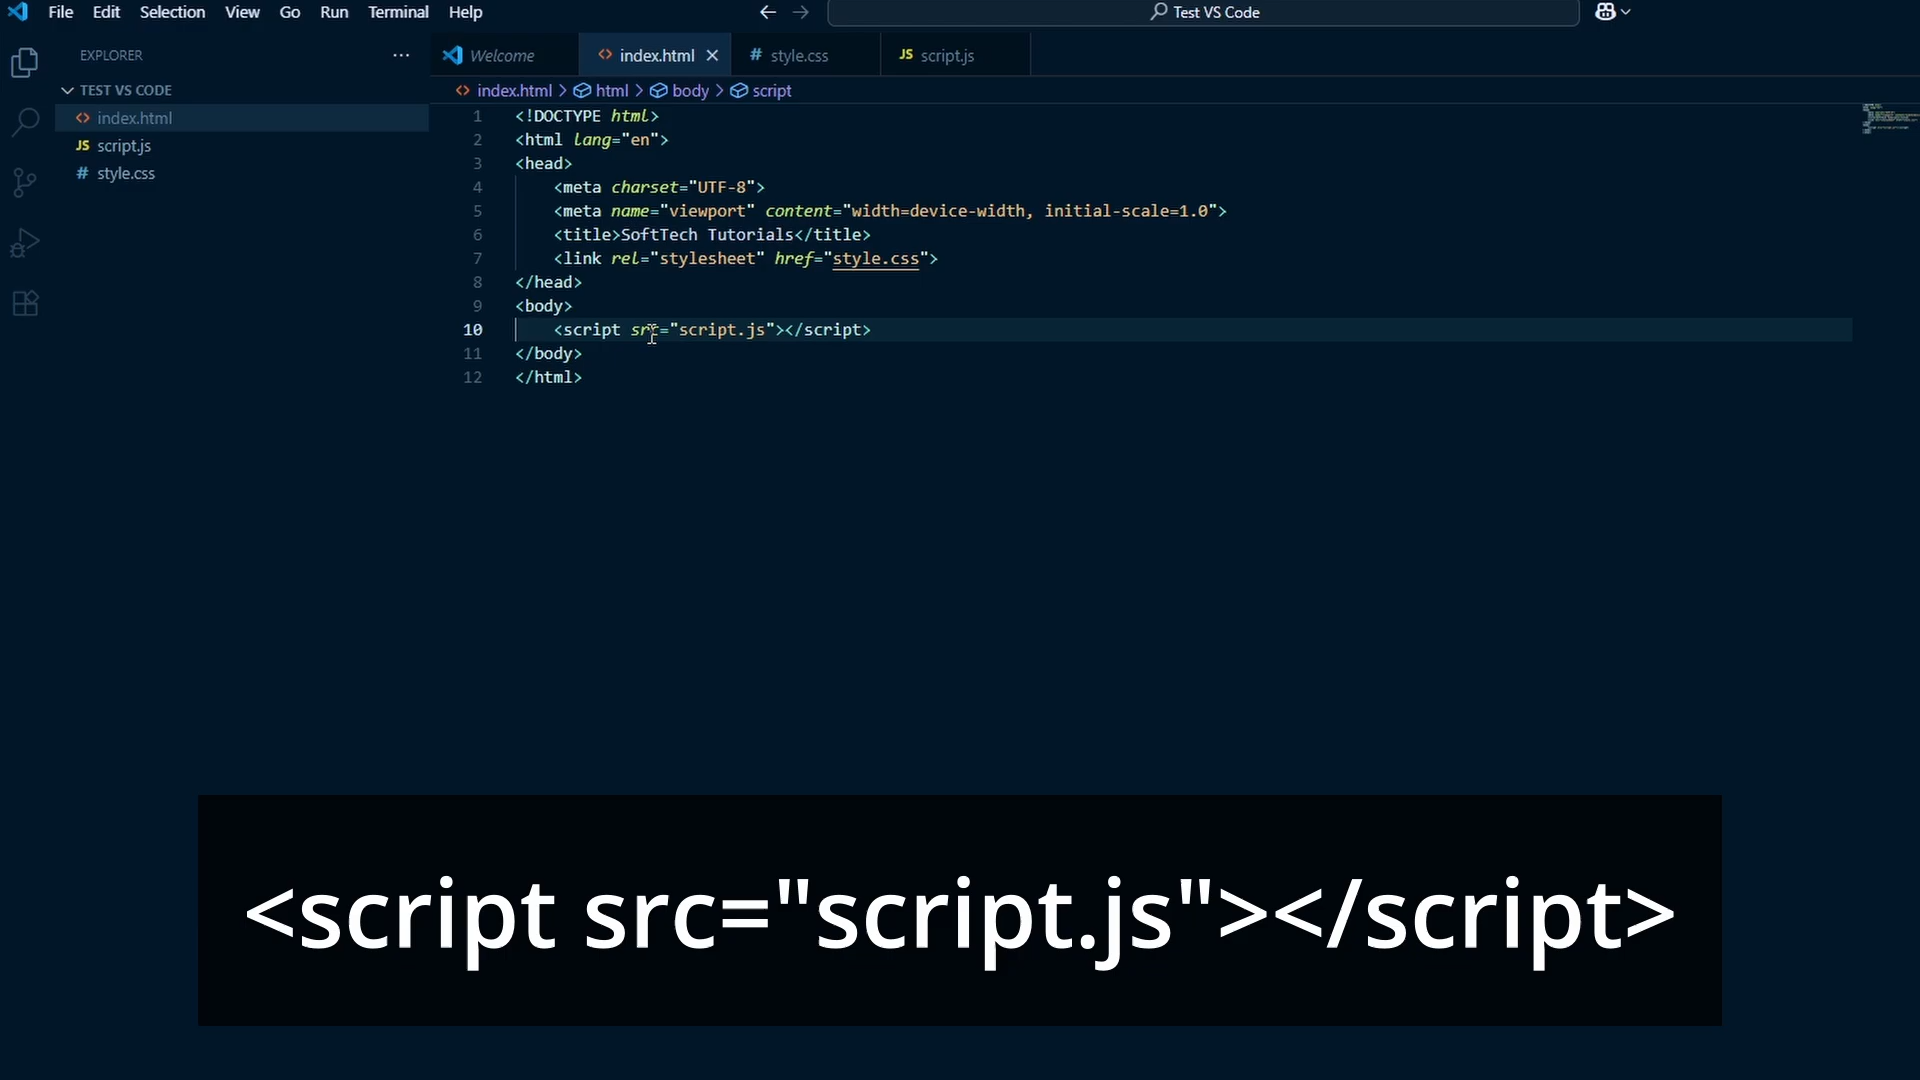 File Edit Selection View Go Run Terminal Help
Test VS Code
EXPLORER
Welcome
index.html
style.css
JS script.js
TEST VS CODE
index.html
JS script.js
# style.css
index.html > html > body > script
1 <!DOCTYPE html>
2 <html lang="en">
3 <head>
4 <meta charset="UTF-8">
5 <meta name="viewport" content="width=device-width, initial-scale=1.0">
6 <title>SoftTech Tutorials</title>
7 <link rel="stylesheet" href="style.css">
8 </head>
9 <body>
10 <script src="script.js"></script>
11 </body>
12 </html>
<script src="script.js"></script>